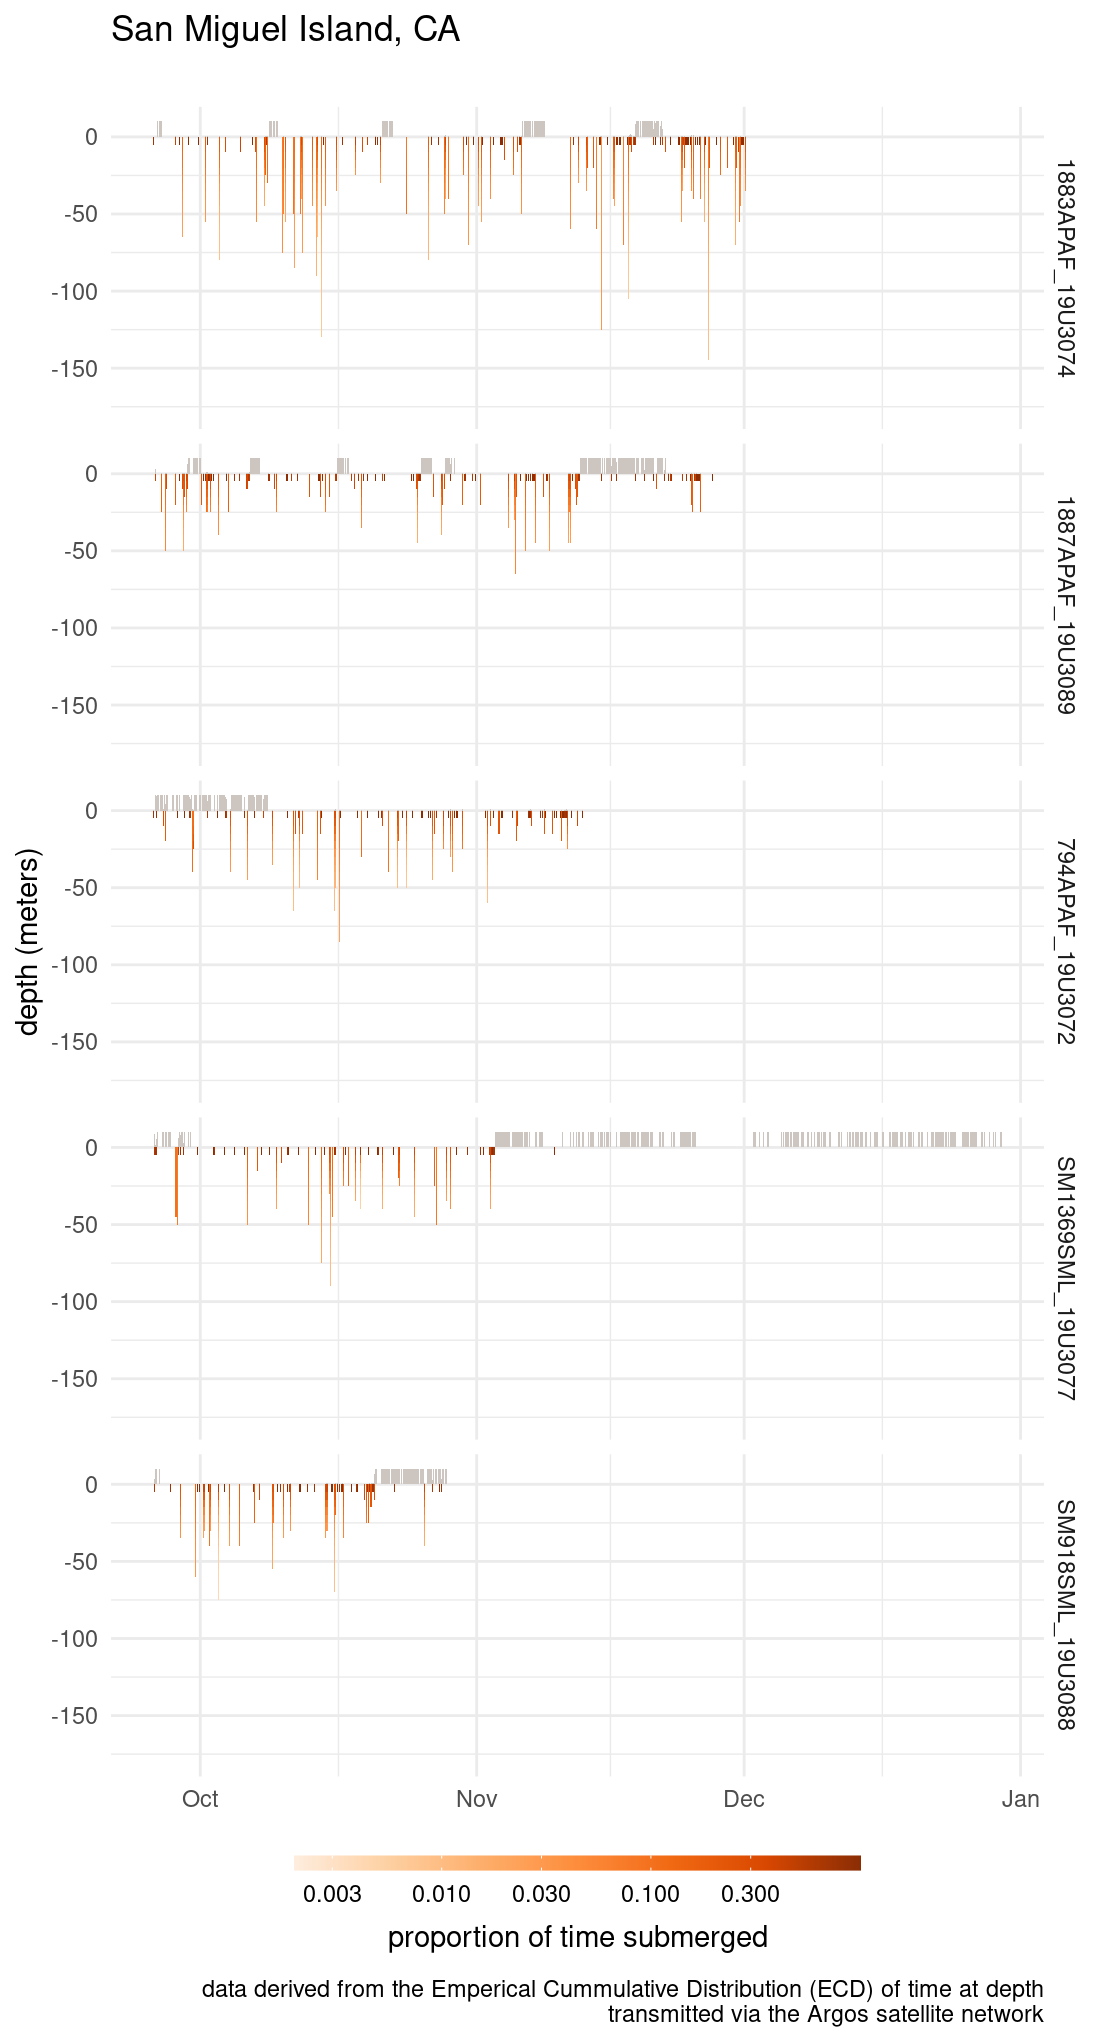 San Miguel Island, CA
0
-50
-100
-150
1883APAF_19U3074
0
-50
-100
-150
1887APAF_19U3089
0
-50
-100
-150
794APAF_19U3072
0
-50
-100
-150
SM1369SML_19U3077
0
-50
-100
-150
SM918SML_19U3088
depth (meters)
Oct Nov Dec Jan
0.003 0.010 0.030 0.100 0.300
proportion of time submerged
data derived from the Emperical Cummulative Distribution (ECD) of time at depth
transmitted via the Argos satellite network